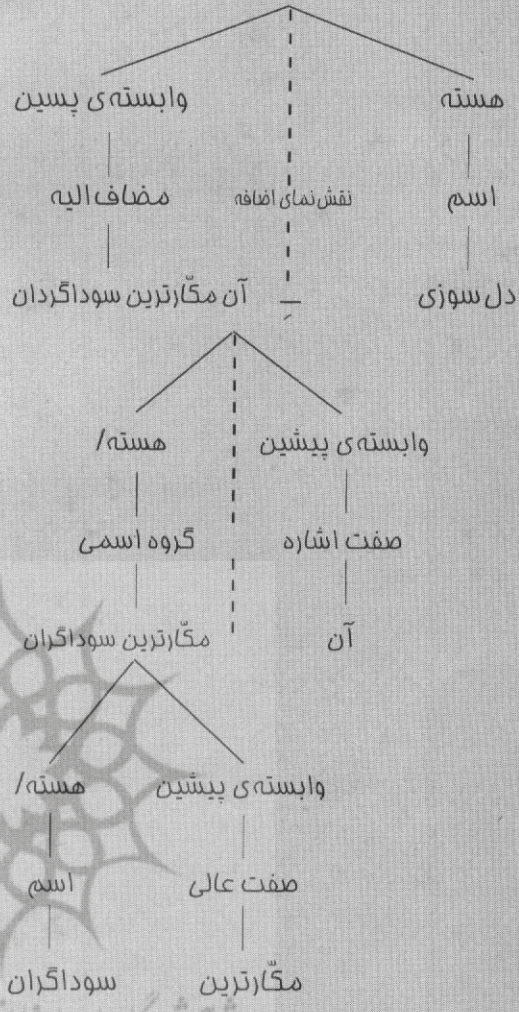 هسته وابسته‌ی پسین
اسم نقش‌نمای اضافه مضاف‌الیه
دل‌سوزی ـِ آن مکّارترین سوداگردان
وابسته‌ی پیشین هسته/
صفت اشاره گروه اسمی
آن مکّارترین سوداگران
وابسته‌ی پیشین هسته/
صفت عالی اسم
مکّارترین سوداگران